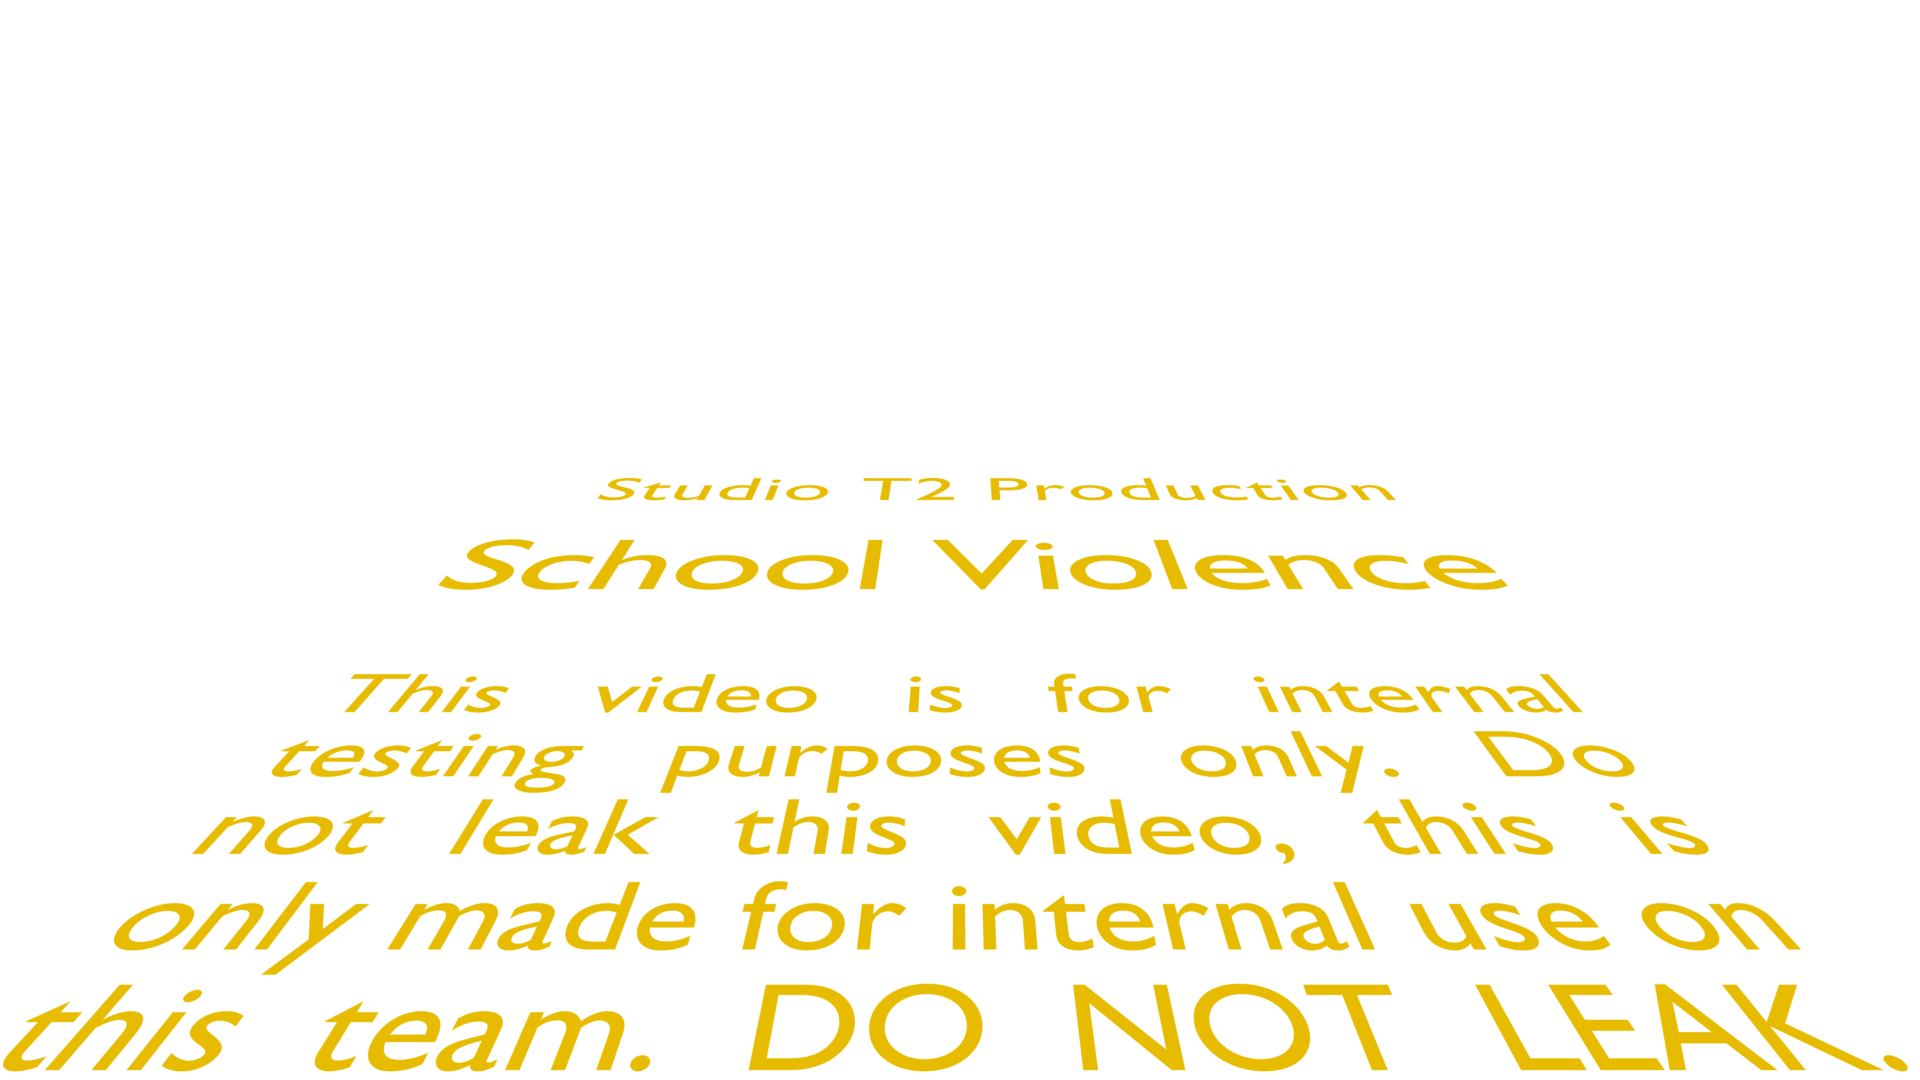 Studio T2 Production
School Violence
This video is for internal
testing purposes only. Do
not leak this video, this is
only made for internal use on
this team. DO NOT LEAK.